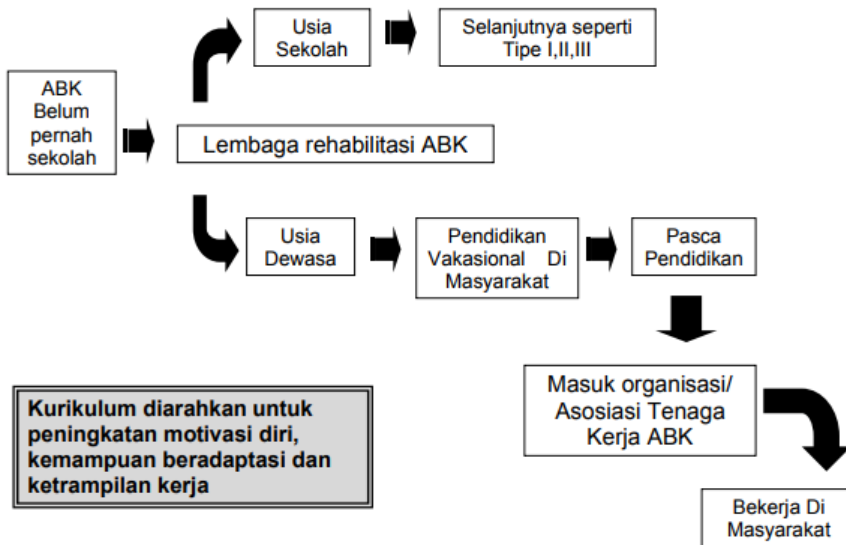 Usia
Sekolah
Selanjutnya seperti
Tipe I,II,III
ABK
Belum
pernah
sekolah
Lembaga rehabilitasi ABK
Usia
Dewasa
Pendidikan
Vakasional Di
Masyarakat
Pasca
Pendidikan
Masuk organisasi/
Asosiasi Tenaga
Kerja ABK
Kurikulum diarahkan untuk
peningkatan motivasi diri,
kemampuan beradaptasi dan
ketrampilan kerja
Bekerja Di
Masyarakat